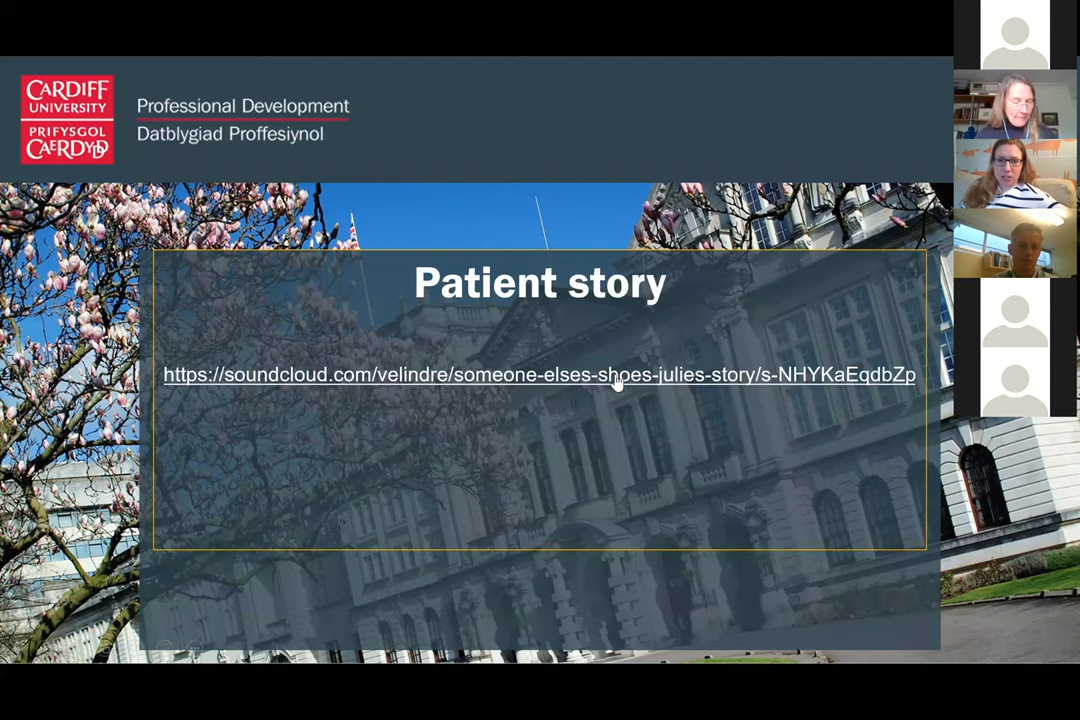 CARDIFF
UNIVERSITY
PRIFYSGOL
CAERDYDD
Professional Development
Datblygiad Proffesiynol
Patient story
https://soundcloud.com/velindre/someone-elses-shoes-julies-story/s-NHYKaEqdbZp